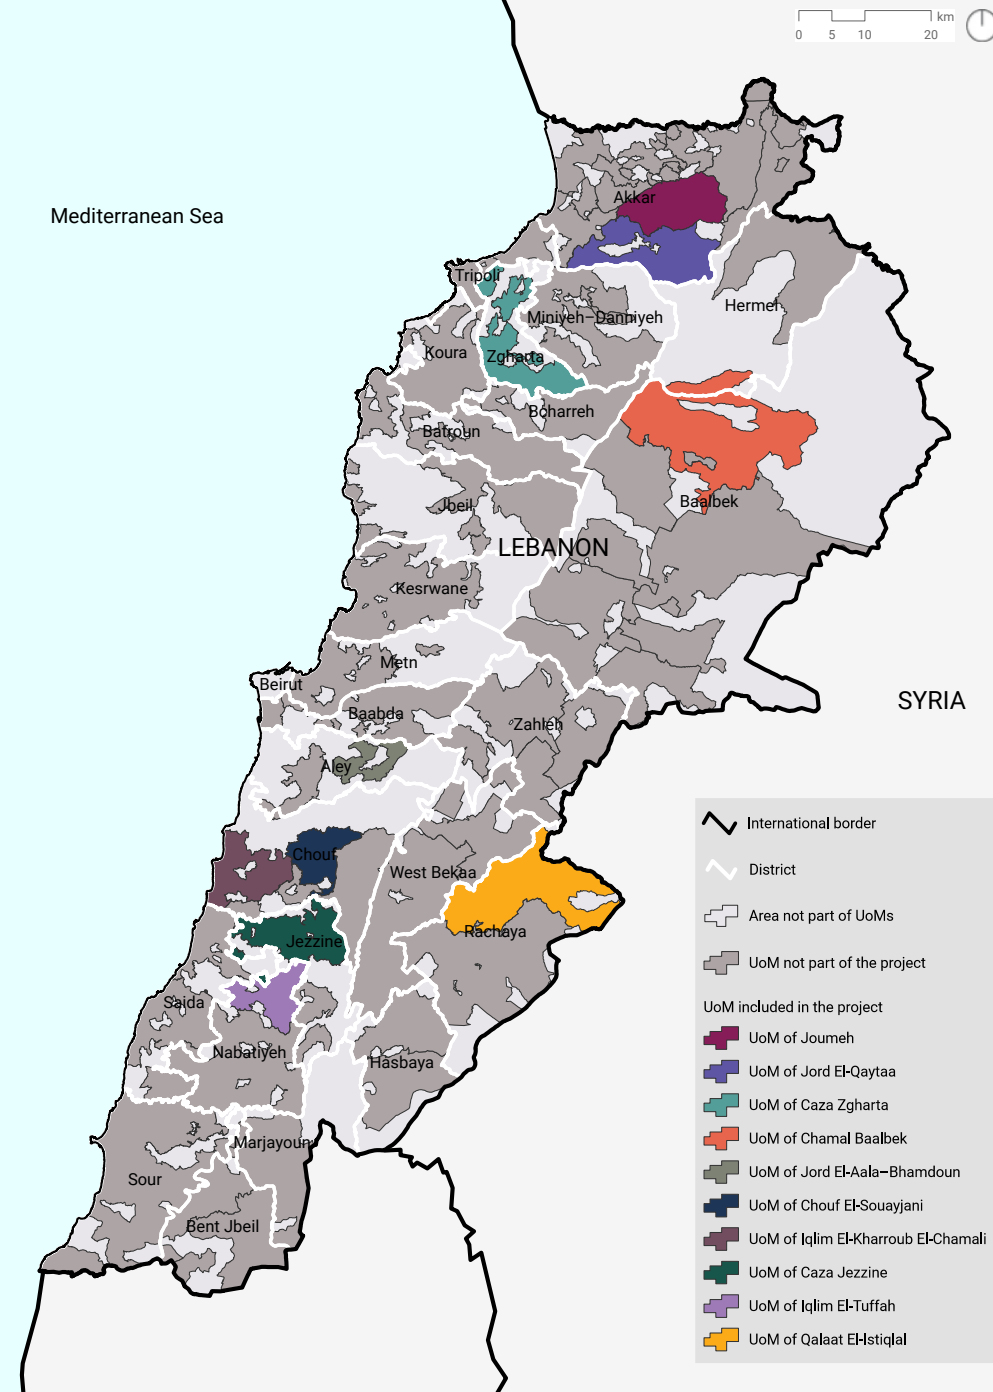 km
0 5 10 20
Mediterranean Sea
Akkar
Tripoli
Hermel
Miniyeh–Danniyeh
Koura
Zgharta
Bcharreh
Batroun
Baalbek
Jbeil
LEBANON
Kesrwane
Metn
Beirut
SYRIA
Baabda
Zahleh
Aley
Chouf
West Bekaa
Rachaya
Jezzine
Saida
Nabatiyeh
Hasbaya
Marjayoun
Sour
Bent Jbeil
International border
District
Area not part of UoMs
UoM not part of the project
UoM included in the project
UoM of Joumeh
UoM of Jord El-Qaytaa
UoM of Caza Zgharta
UoM of Chamal Baalbek
UoM of Jord El-Aala–Bhamdoun
UoM of Chouf El-Souayjani
UoM of Iqlim El-Kharroub El-Chamali
UoM of Caza Jezzine
UoM of Iqlim El-Tuffah
UoM of Qalaat El-Istiqlal